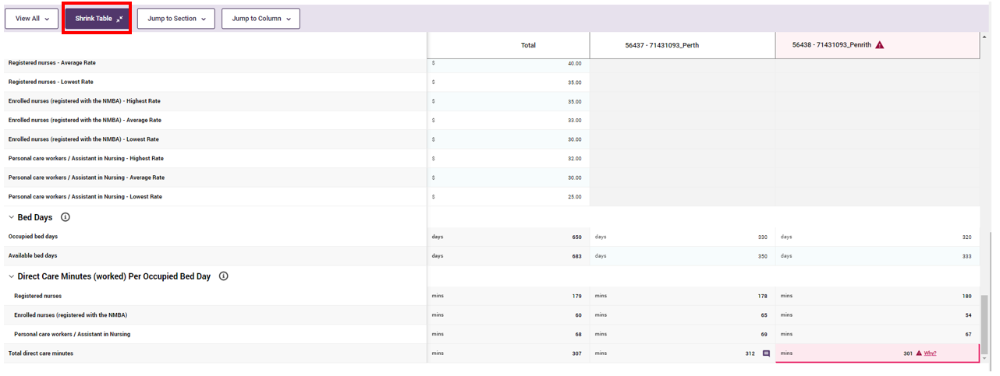 View All Shrink Table Jump to Section Jump to Column
Total 56437 - 71431093_Perth 56438 - 71431093_Penrith
Registered nurses - Average Rate $ 40.00
Registered nurses - Lowest Rate $ 35.00
Enrolled nurses (registered with the NMBA) - Highest Rate $ 35.00
Enrolled nurses (registered with the NMBA) - Average Rate $ 33.00
Enrolled nurses (registered with the NMBA) - Lowest Rate $ 30.00
Personal care workers / Assistant in Nursing - Highest Rate $ 32.00
Personal care workers / Assistant in Nursing - Average Rate $ 30.00
Personal care workers / Assistant in Nursing - Lowest Rate $ 25.00
Bed Days
Occupied bed days days 650 days 330 days 320
Available bed days days 683 days 350 days 333
Direct Care Minutes (worked) Per Occupied Bed Day
Registered nurses mins 179 mins 178 mins 180
Enrolled nurses (registered with the NMBA) mins 60 mins 65 mins 54
Personal care workers / Assistant in Nursing mins 68 mins 69 mins 67
Total direct care minutes mins 307 mins 312 mins 301 Why?